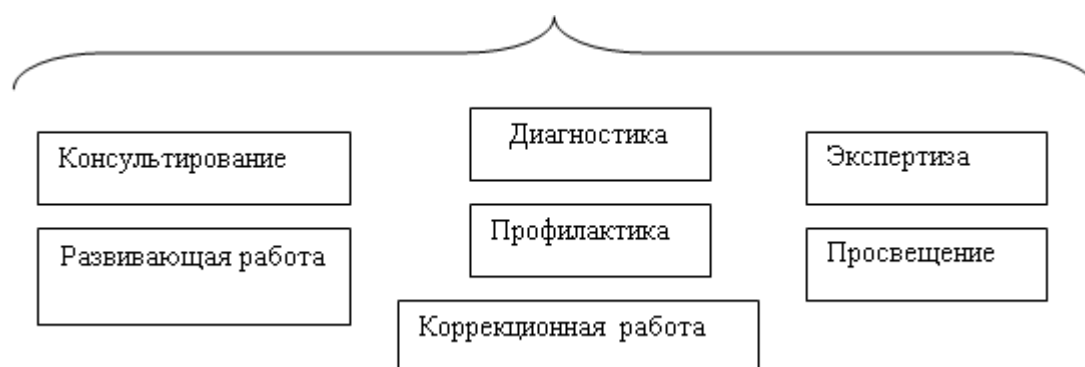 Диагностика
Консультирование
Экспертиза
Профилактика
Развивающая работа
Просвещение
Коррекционная работа